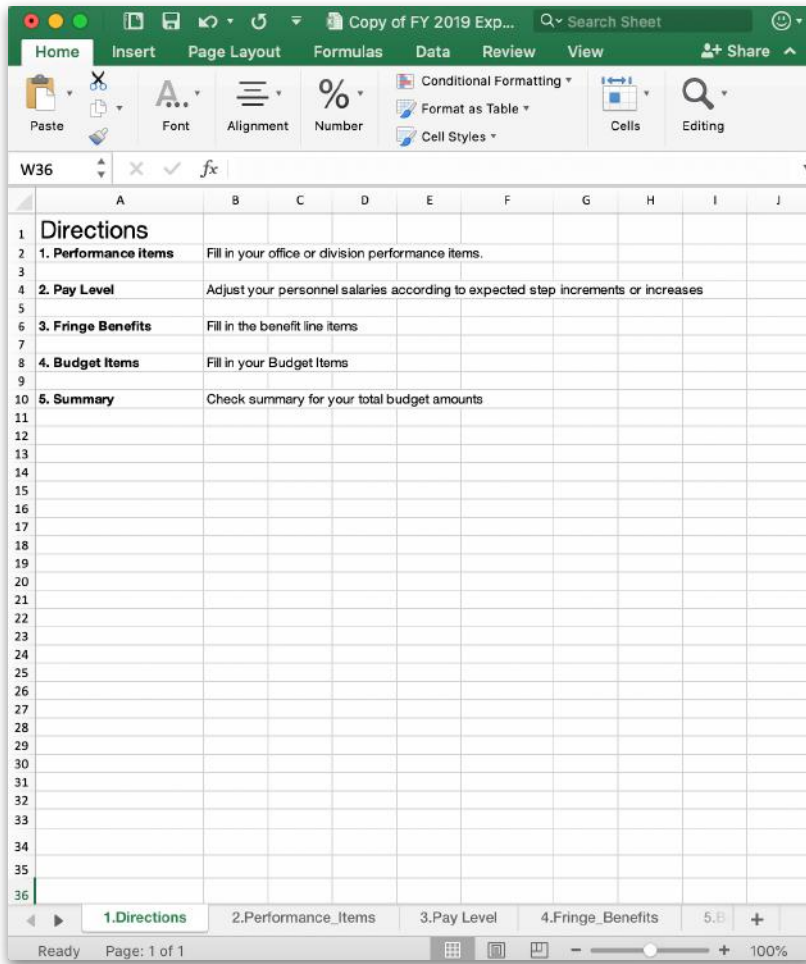 Copy of FY 2019 Exp... Search Sheet
Home Insert Page Layout Formulas Data Review View Share
Conditional Formatting
Format as Table
Cell Styles
Paste Font Alignment Number Cells Editing
W36 fx
A B C D E F G H I J
1 Directions
2 1. Performance items Fill in your office or division performance items.
3
4 2. Pay Level Adjust your personnel salaries according to expected step increments or increases
5
6 3. Fringe Benefits Fill in the benefit line items
7
8 4. Budget Items Fill in your Budget Items
9
10 5. Summary Check summary for your total budget amounts
11
12
13
14
15
16
17
18
19
20
21
22
23
24
25
26
27
28
29
30
31
32
33
34
35
36
1.Directions 2.Performance_Items 3.Pay Level 4.Fringe_Benefits 5.B +
Ready Page: 1 of 1 100%